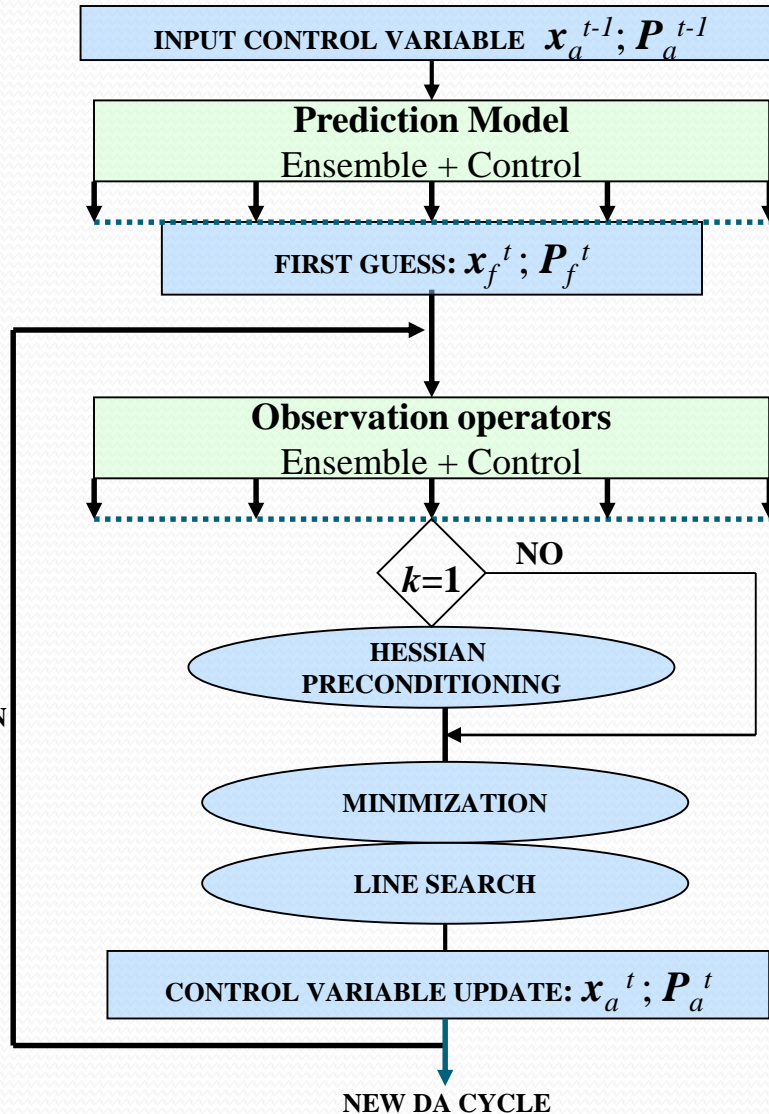 INPUT CONTROL VARIABLE x_a^{t-1}; P_a^{t-1}
Prediction Model
Ensemble + Control
FIRST GUESS: x_f^t ; P_f^t
Observation operators
Ensemble + Control
k=1
NO
HESSIAN
PRECONDITIONING
N
MINIMIZATION
LINE SEARCH
CONTROL VARIABLE UPDATE: x_a^t ; P_a^t
NEW DA CYCLE